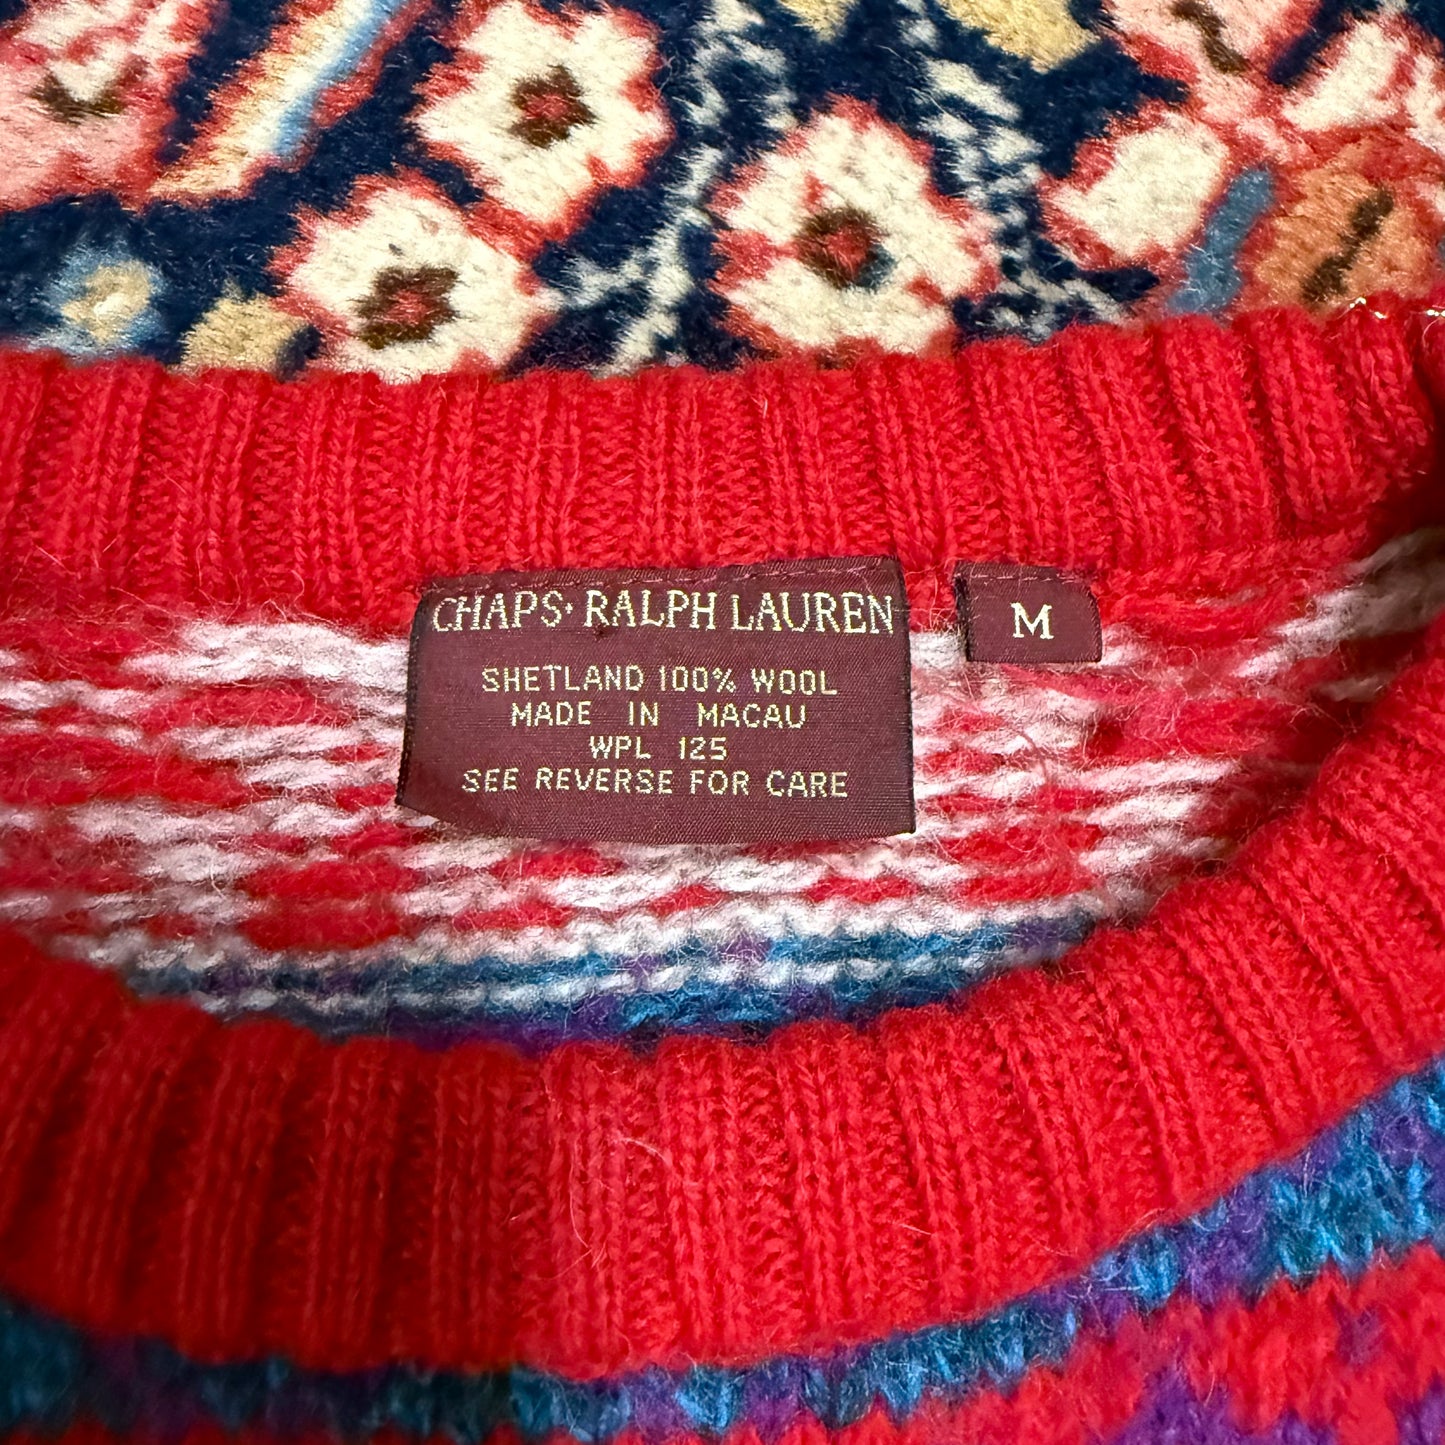 CHAPS· RALPH LAUREN
M
SHETLAND 100% WOOL
MADE IN MACAU
WPL 125
SEE REVERSE FOR CARE